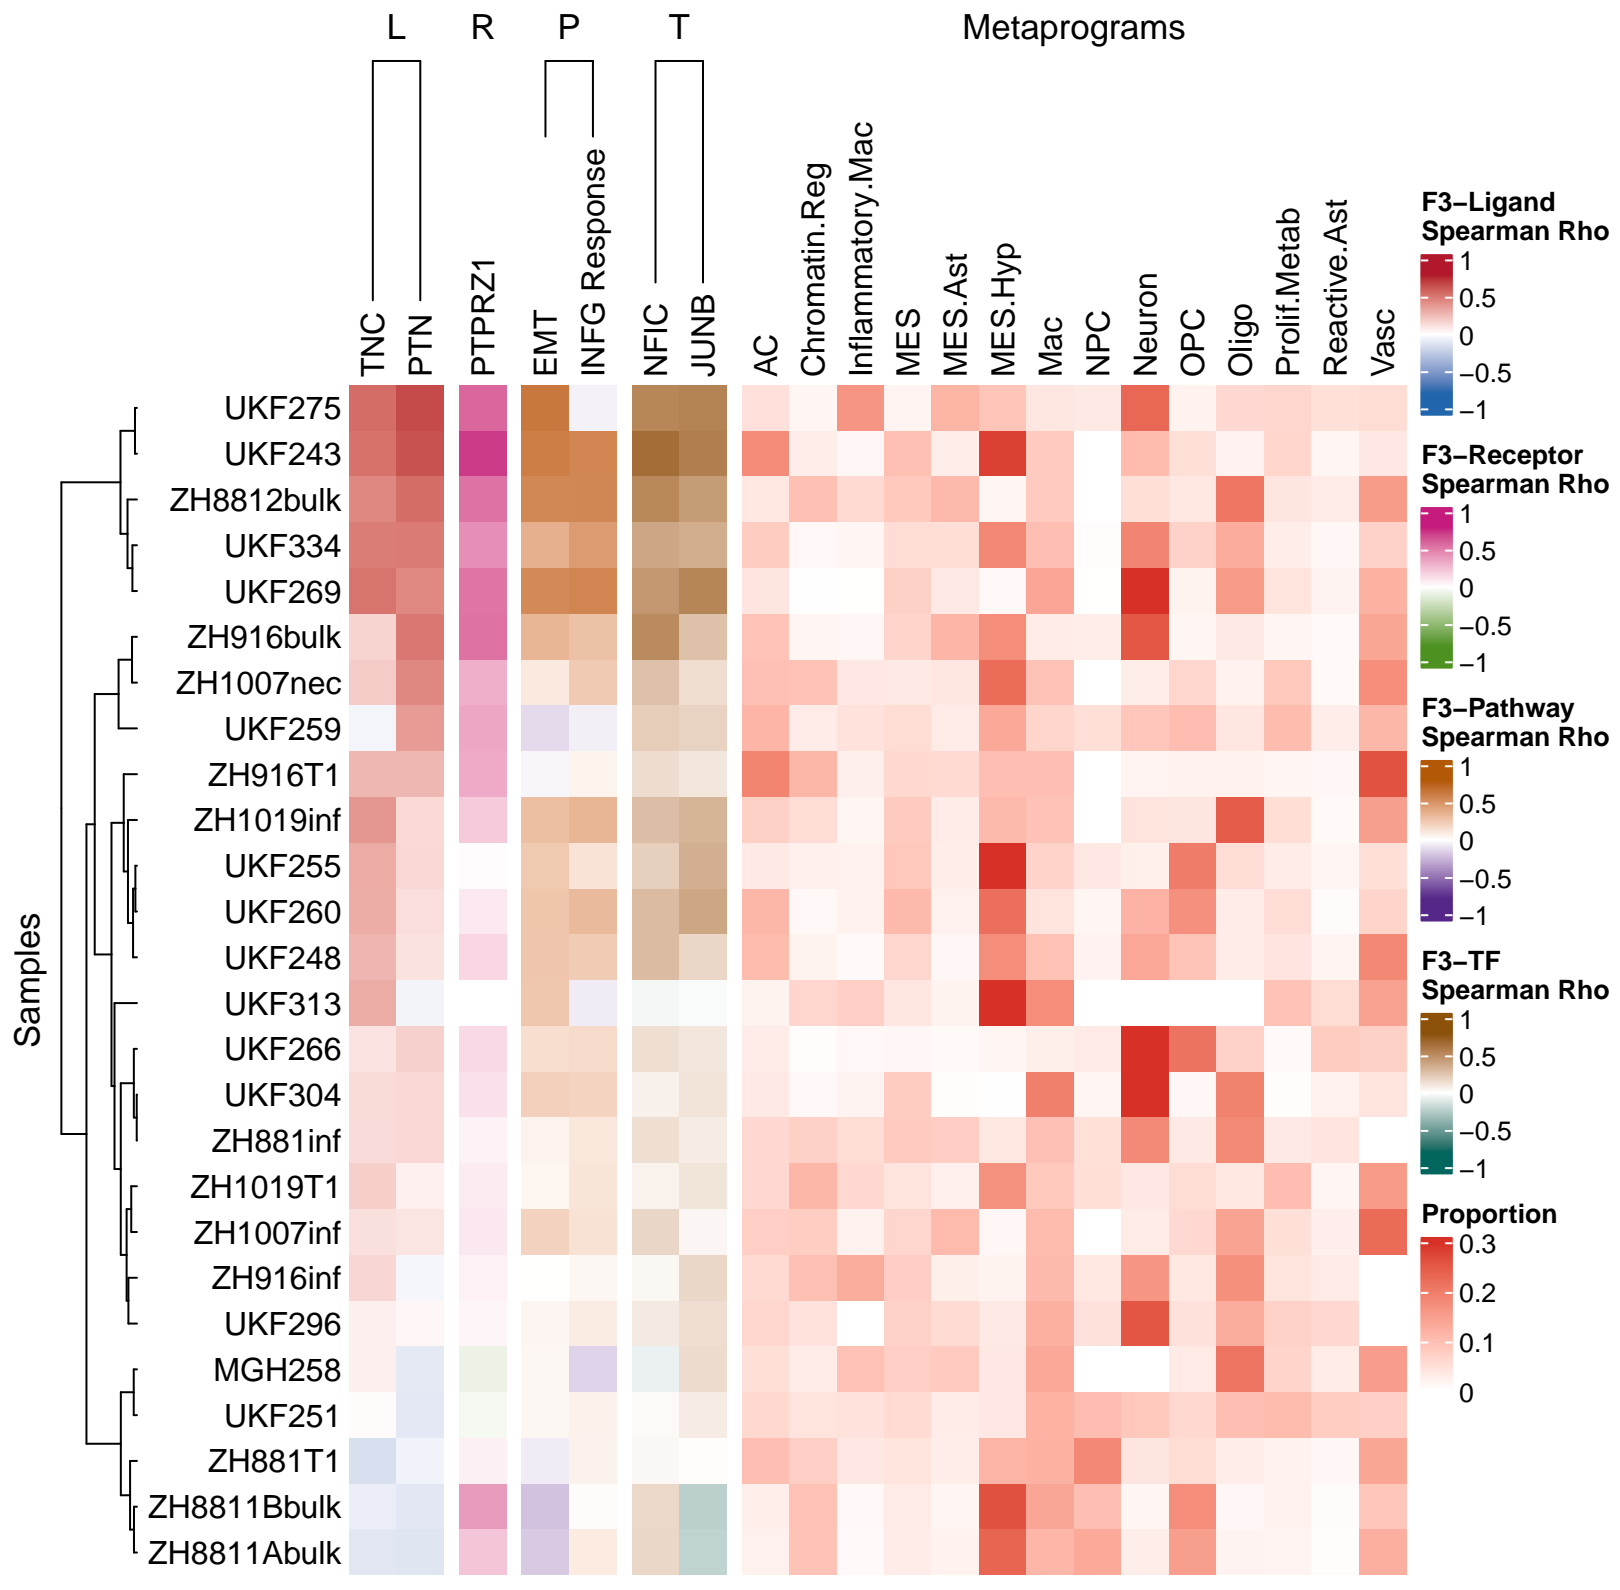 L R P T Metaprograms
TNC
PTN
PTPRZ1
EMT
INFG Response
NFIC
JUNB
AC
Chromatin.Reg
Inflammatory.Mac
MES
MES.Ast
MES.Hyp
Mac
NPC
Neuron
OPC
Oligo
Prolif.Metab
Reactive.Ast
Vasc
Samples
UKF275
UKF243
ZH8812bulk
UKF334
UKF269
ZH916bulk
ZH1007nec
UKF259
ZH916T1
ZH1019inf
UKF255
UKF260
UKF248
UKF313
UKF266
UKF304
ZH881inf
ZH1019T1
ZH1007inf
ZH916inf
UKF296
MGH258
UKF251
ZH881T1
ZH8811Bbulk
ZH8811Abulk
F3−Ligand
Spearman Rho
1
0.5
0
−0.5
−1
F3−Receptor
Spearman Rho
1
0.5
0
−0.5
−1
F3−Pathway
Spearman Rho
1
0.5
0
−0.5
−1
F3−TF
Spearman Rho
1
0.5
0
−0.5
−1
Proportion
0.3
0.2
0.1
0